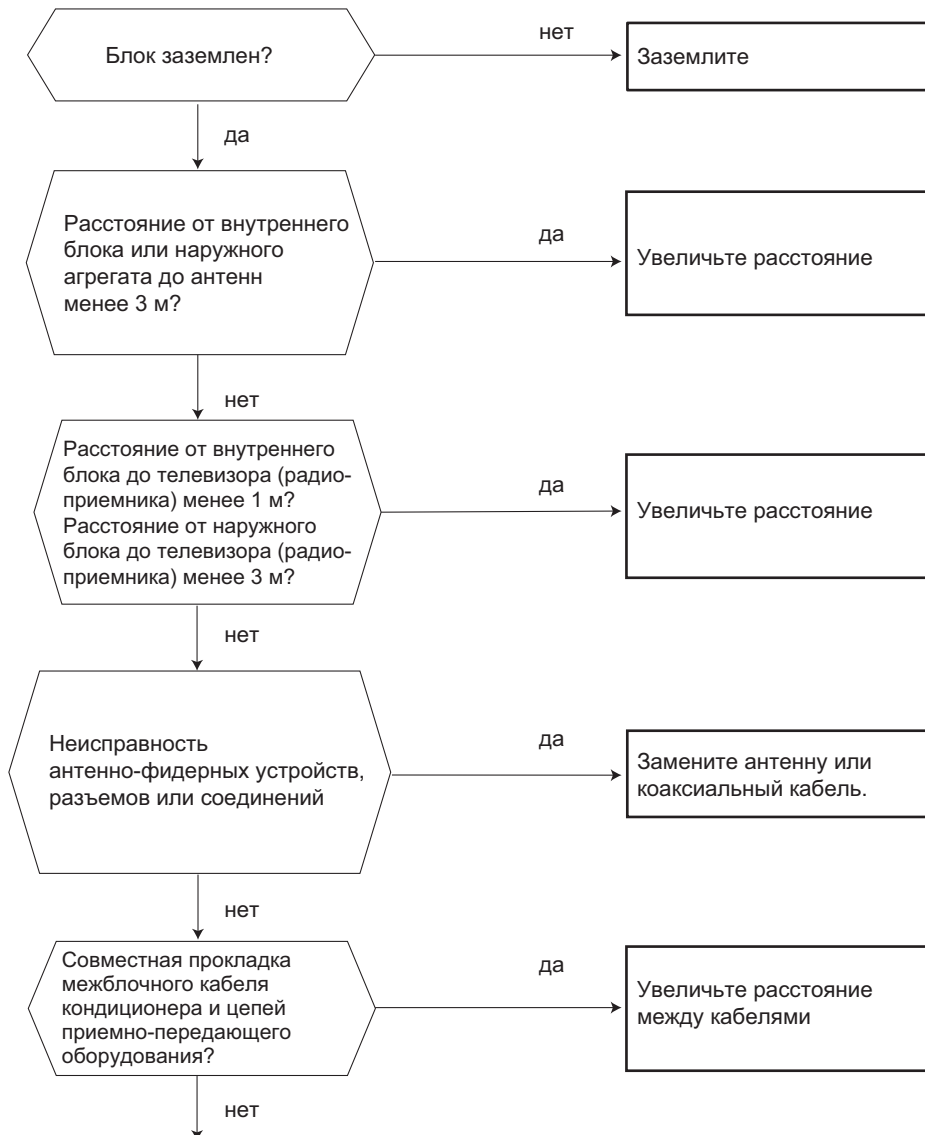 Блок заземлен?
нет
Заземлите
да
Расстояние от внутреннего
блока или наружного
агрегата до антенн
менее 3 м?
да
Увеличьте расстояние
нет
Расстояние от внутреннего
блока до телевизора (радио-
приемника) менее 1 м?
Расстояние от наружного
блока до телевизора (радио-
приемника) менее 3 м?
да
Увеличьте расстояние
нет
Неисправность
антенно-фидерных устройств,
разъемов или соединений
да
Замените антенну или
коаксиальный кабель.
нет
Совместная прокладка
межблочного кабеля
кондиционера и цепей
приемно-передающего
оборудования?
да
Увеличьте расстояние
между кабелями
нет